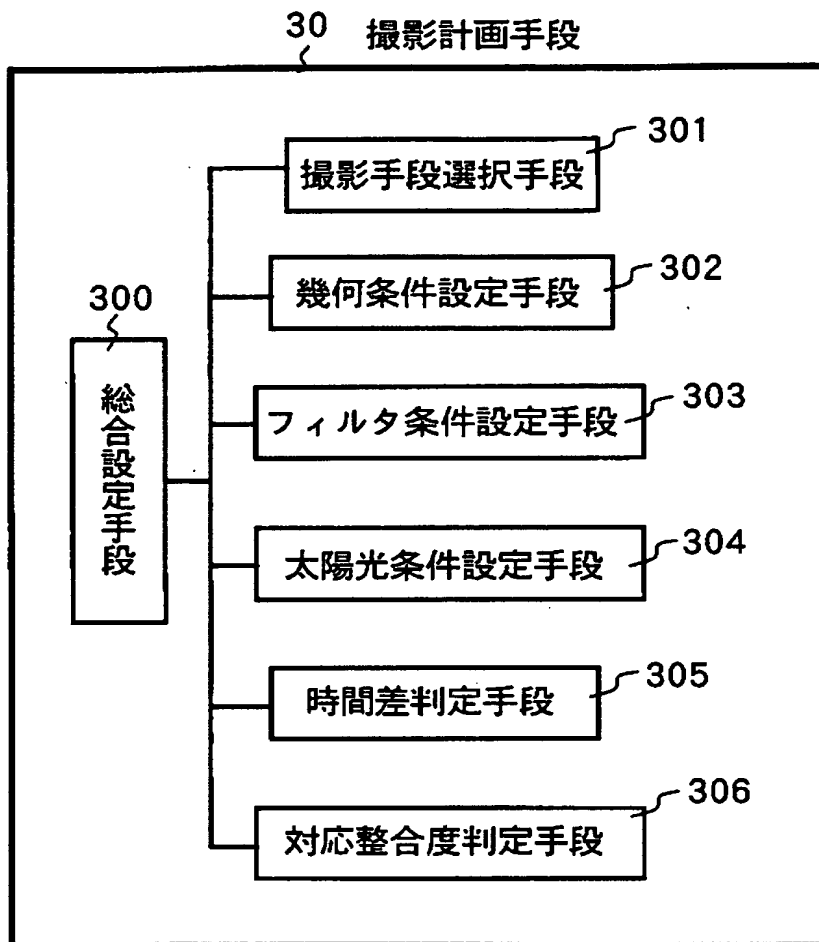 30 撮影計画手段
301
撮影手段選択手段
302
幾何条件設定手段
300
総合設定手段
303
フィルタ条件設定手段
304
太陽光条件設定手段
305
時間差判定手段
306
対応整合度判定手段